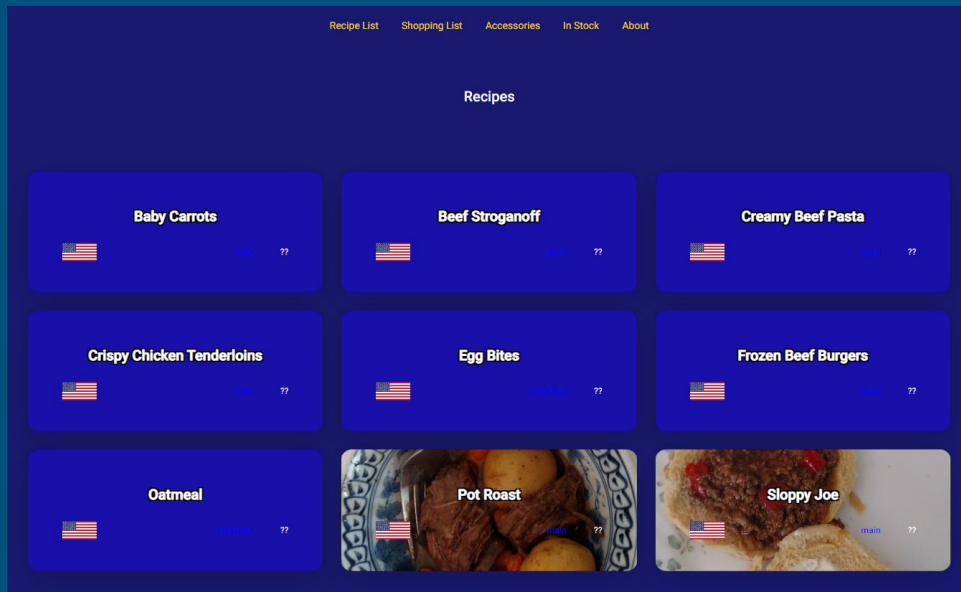 Recipe List Shopping List Accessories In Stock About
Recipes
Baby Carrots
??
Beef Stroganoff
??
Creamy Beef Pasta
??
Crispy Chicken Tenderloins
??
Egg Bites
??
Frozen Beef Burgers
??
Oatmeal
??
Pot Roast
main ??
Sloppy Joe
main ??